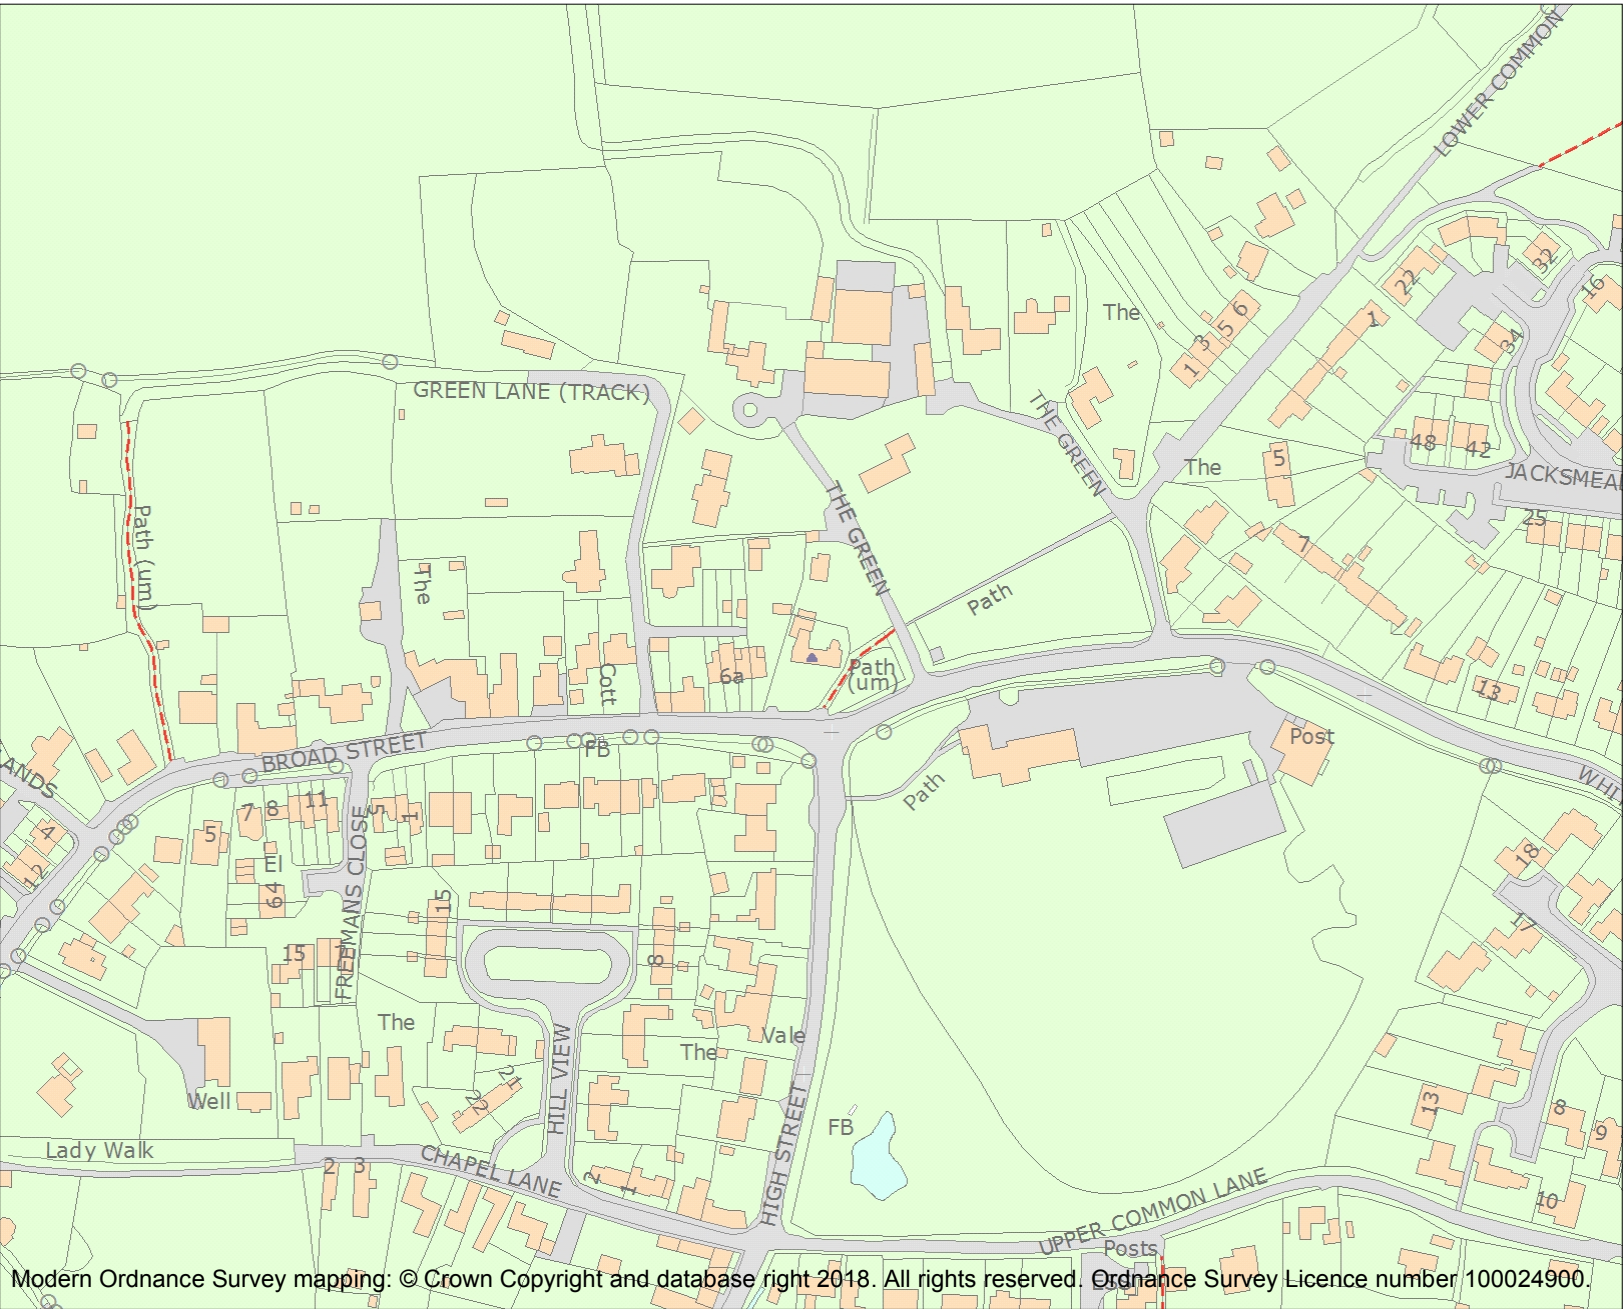 LOWER COMMON
32
22
16
The
6
5
3
1
1
34
GREEN LANE (TRACK)
THE GREEN
48
42
The
5
JACKSMEA
THE GREEN
25
Path (um)
The
7
Path
Cott
6a
Path
(um)
13
BROAD STREET
FB
Post
WHI
ANDS
Path
4
12
5
7
8
11
5
1
El
64
18
15
17
FREEMANS CLOSE
15
1
8
The
Vale
The
HILL VIEW
21
22
Well
HIGH STREET
FB
13
8
9
Lady Walk
CHAPEL LANE
2
3
2
1
10
UPPER COMMON LANE
Posts
Modern Ordnance Survey mapping: © Crown Copyright and database right 2018. All rights reserved. Ordnance Survey Licence number 100024900.